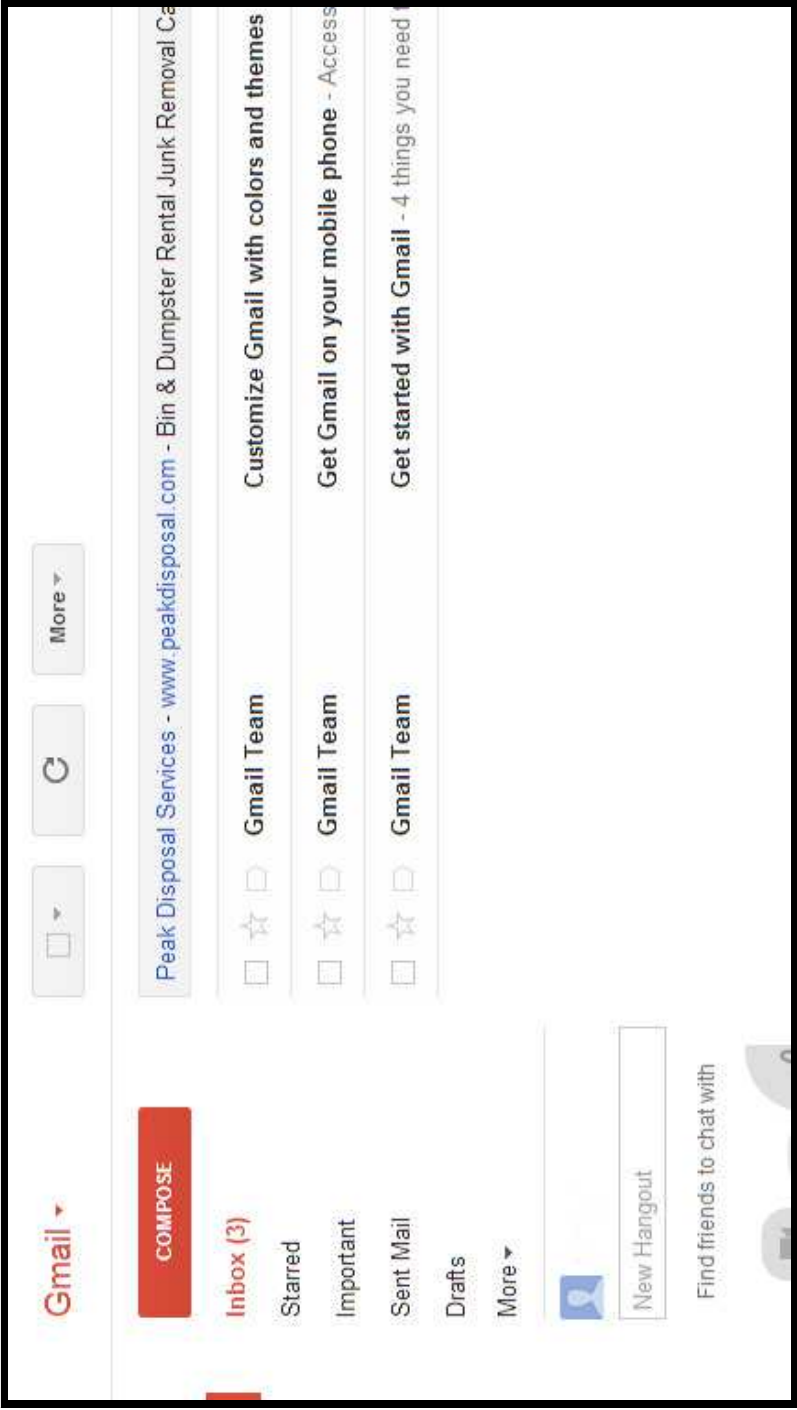 Gmail
More
COMPOSE
Peak Disposal Services - www.peakdisposal.com - Bin & Dumpster Rental Junk Removal Ca
Inbox (3)
Starred
Important
Sent Mail
Drafts
More
Gmail Team Customize Gmail with colors and themes
Gmail Team Get Gmail on your mobile phone - Access
Gmail Team Get started with Gmail - 4 things you need
New Hangout
Find friends to chat with